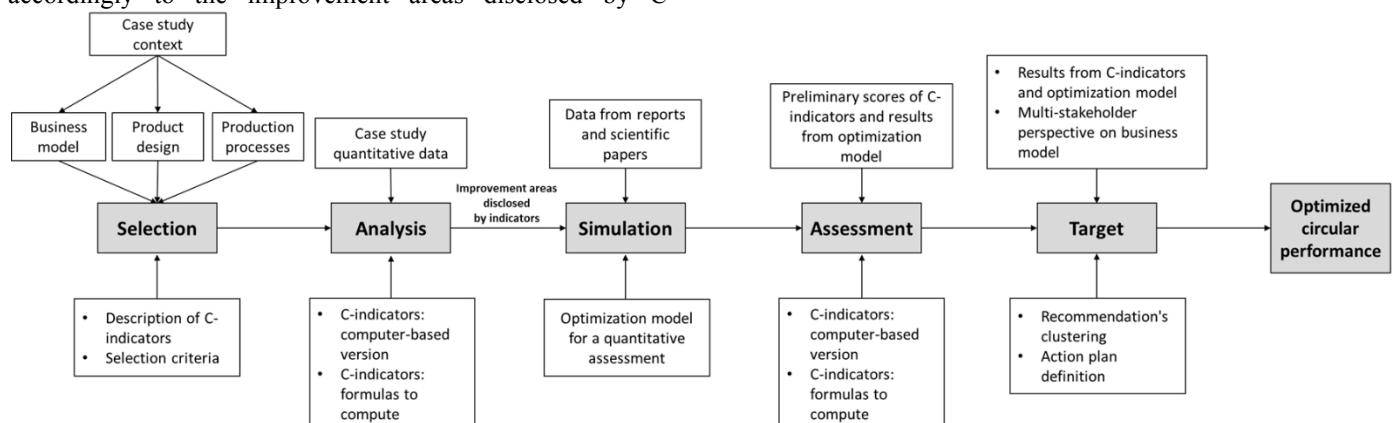 accordingly to the improvement areas disclosed by C-
Case study
context
Business
model
Product
design
Production
processes
Selection
• Description of C-
indicators
• Selection criteria
Case study
quantitative data
Analysis
• C-indicators:
computer-based
version
• C-indicators:
formulas to
compute
Improvement areas
disclosed
by indicators
Data from reports
and scientific
papers
Simulation
Optimization model
for a quantitative
assessment
Preliminary scores of C-
indicators and results
from optimization
model
Assessment
• C-indicators:
computer-based
version
• C-indicators:
formulas to
compute
• Results from C-indicators
and optimization model
• Multi-stakeholder
perspective on business
model
Target
• Recommendation's
clustering
• Action plan
definition
Optimized
circular
performance